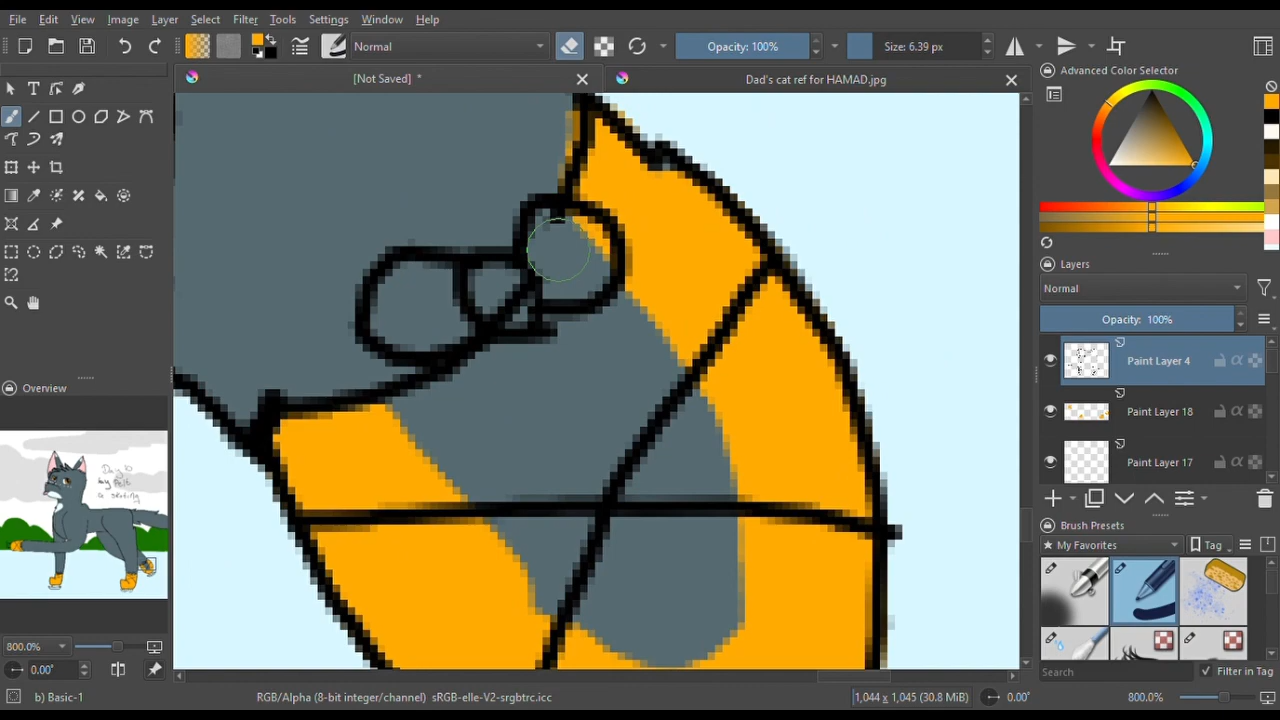 File Edit View Image Layer Select Filter Tools Settings Window Help
Normal Opacity: 100% Size: 6.39 px
[Not Saved] * Dad's cat ref for HAMAD.jpg
Advanced Color Selector
Layers
Normal
Opacity: 100%
Paint Layer 4
Paint Layer 18
Paint Layer 17
Brush Presets
My Favorites Tag
Search Filter in Tag
Overview
Day 10
a skating
800.0%
0.00°
b) Basic-1 RGB/Alpha (8-bit integer/channel) sRGB-elle-V2-srgbtrc.icc 1,044 x 1,045 (30.8 MiB) 0.00° 800.0%